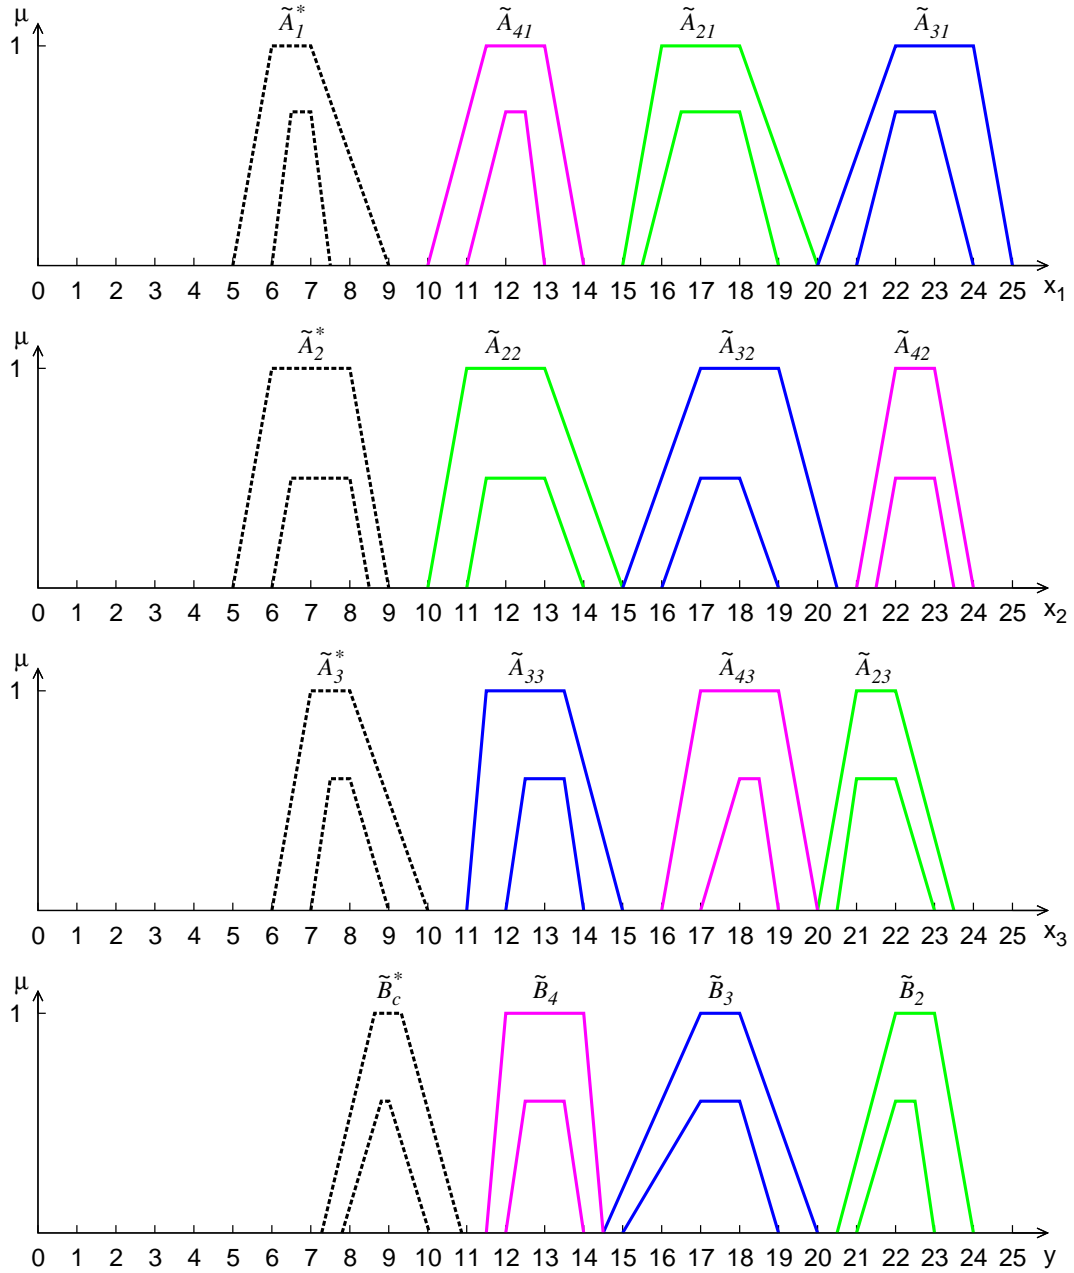 μ Ã₁* Ã₄₁ Ã₂₁ Ã₃₁
1
0 1 2 3 4 5 6 7 8 9 10 11 12 13 14 15 16 17 18 19 20 21 22 23 24 25 x₁
μ Ã₂* Ã₂₂ Ã₃₂ Ã₄₂
1
0 1 2 3 4 5 6 7 8 9 10 11 12 13 14 15 16 17 18 19 20 21 22 23 24 25 x₂
μ Ã₃* Ã₃₃ Ã₄₃ Ã₂₃
1
0 1 2 3 4 5 6 7 8 9 10 11 12 13 14 15 16 17 18 19 20 21 22 23 24 25 x₃
μ B̃c* B̃₄ B̃₃ B̃₂
1
0 1 2 3 4 5 6 7 8 9 10 11 12 13 14 15 16 17 18 19 20 21 22 23 24 25 y